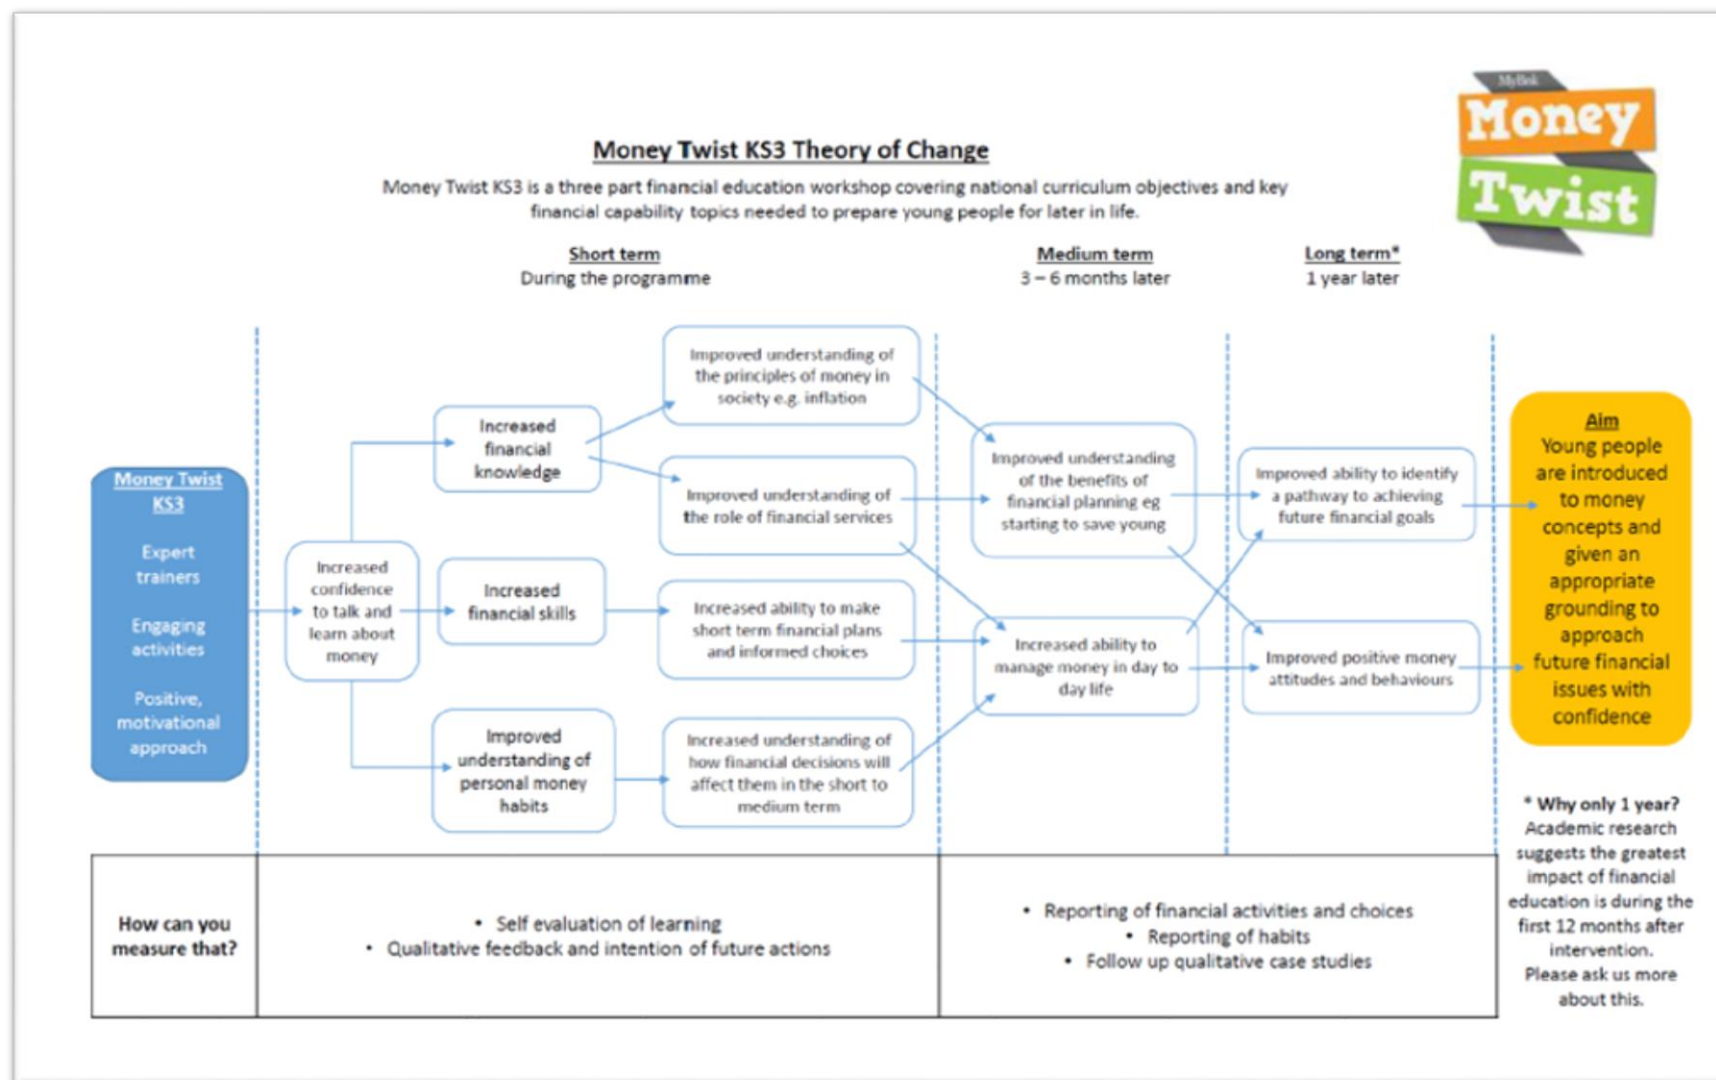 MyBnk
Money
Twist
Money Twist KS3 Theory of Change
Money Twist KS3 is a three part financial education workshop covering national curriculum objectives and key
financial capability topics needed to prepare young people for later in life.
Short term
During the programme
Medium term
3 – 6 months later
Long term*
1 year later
Money Twist
KS3
Expert
trainers
Engaging
activities
Positive,
motivational
approach
Increased
confidence
to talk and
learn about
money
Increased
financial
knowledge
Increased
financial skills
Improved
understanding of
personal money
habits
Improved understanding of
the principles of money in
society e.g. inflation
Improved understanding of
the role of financial services
Increased ability to make
short term financial plans
and informed choices
Increased understanding of
how financial decisions will
affect them in the short to
medium term
Improved understanding
of the benefits of
financial planning eg
starting to save young
Increased ability to
manage money in day to
day life
Improved ability to identify
a pathway to achieving
future financial goals
Improved positive money
attitudes and behaviours
Aim
Young people
are introduced
to money
concepts and
given an
appropriate
grounding to
approach
future financial
issues with
confidence
* Why only 1 year?
Academic research
suggests the greatest
impact of financial
education is during the
first 12 months after
intervention.
Please ask us more
about this.
How can you
measure that?
• Self evaluation of learning
• Qualitative feedback and intention of future actions
• Reporting of financial activities and choices
• Reporting of habits
• Follow up qualitative case studies